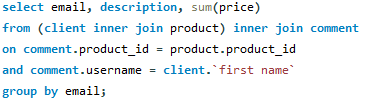 select email, description, sum(price)
from (client inner join product) inner join comment
on comment.product_id = product.product_id
and comment.username = client.`first name`
group by email;